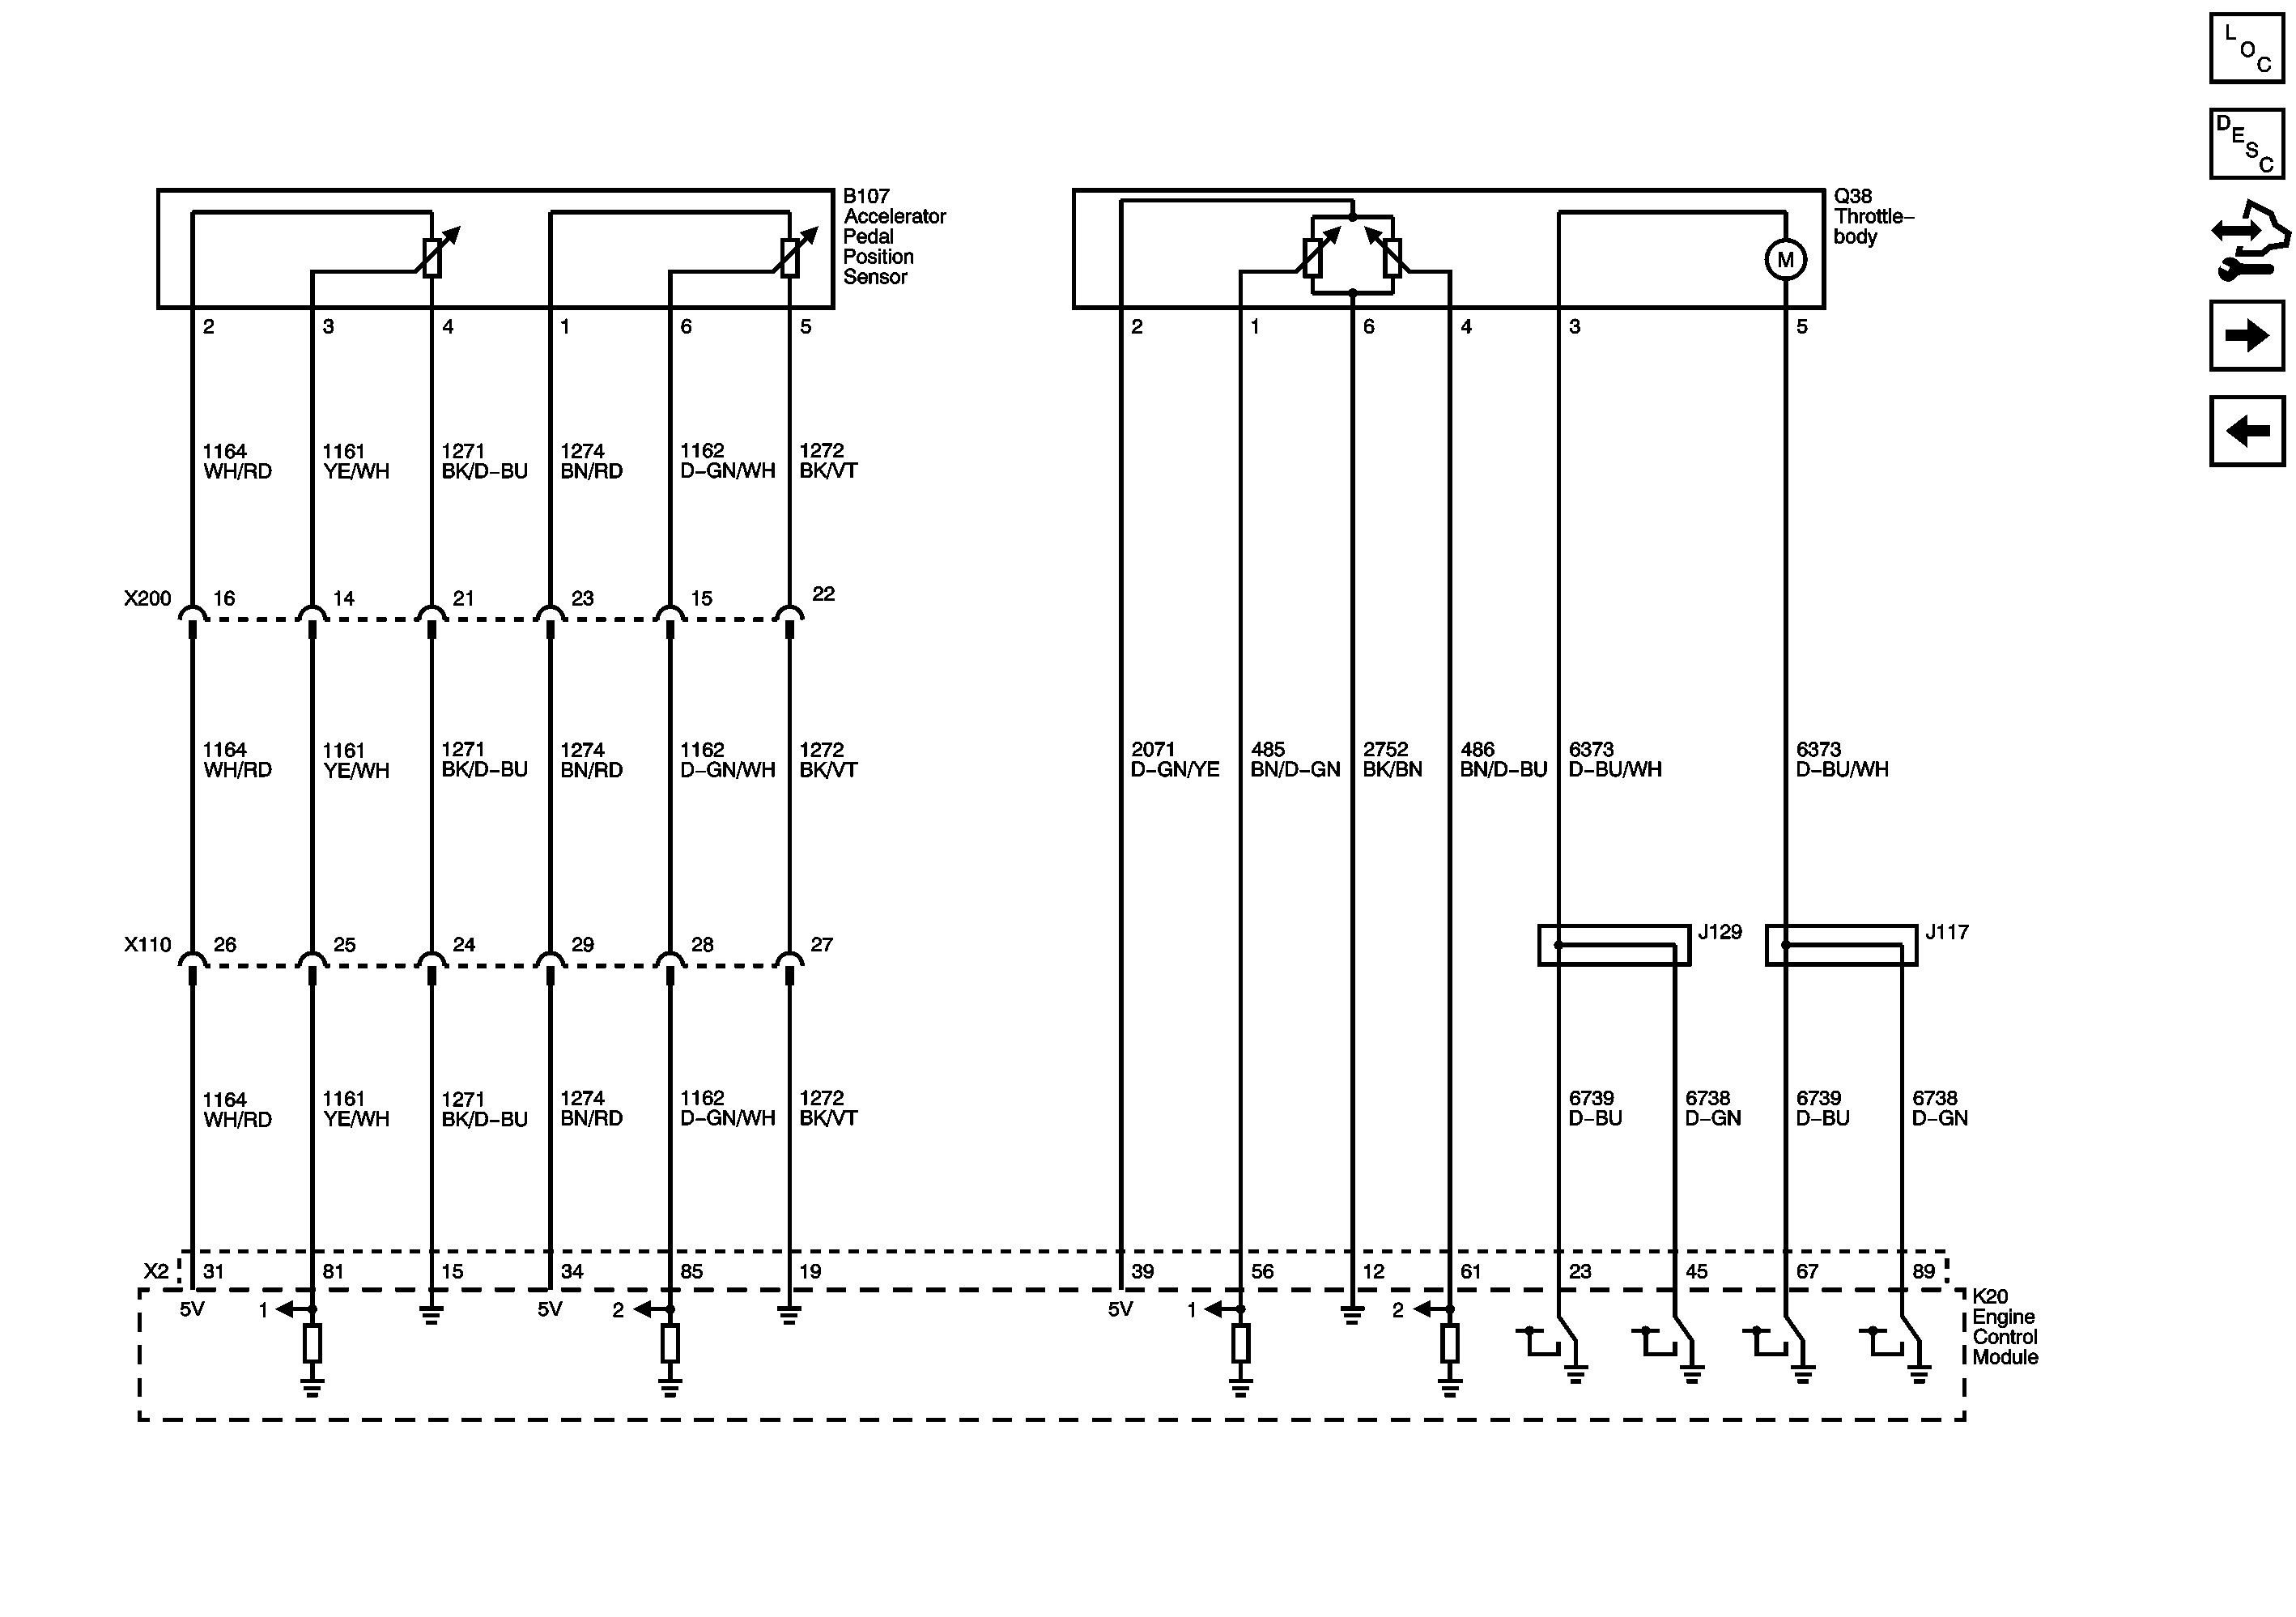 L
O
C
D
E
S
C
B107
Accelerator
Pedal
Position
Sensor
Q38
Throttle–
body
M
2 3 4 1 6 5
2 1 6 4 3 5
1164 1161 1271 1274 1162 1272
WH/RD YE/WH BK/D–BU BN/RD D–GN/WH BK/VT
X200 16 14 21 23 15 22
1164 1161 1271 1274 1162 1272
WH/RD YE/WH BK/D–BU BN/RD D–GN/WH BK/VT
2071 485 2752 486 6373 6373
D–GN/YE BN/D–GN BK/BN BN/D–BU D–BU/WH D–BU/WH
X110 26 25 24 29 28 27
J129 J117
1164 1161 1271 1274 1162 1272
WH/RD YE/WH BK/D–BU BN/RD D–GN/WH BK/VT
6739 6738 6739 6738
D–BU D–GN D–BU D–GN
X2 31 81 15 34 85 19 39 56 12 61 23 45 67 89
5V 1 5V 2 5V 1 2
K20
Engine
Control
Module